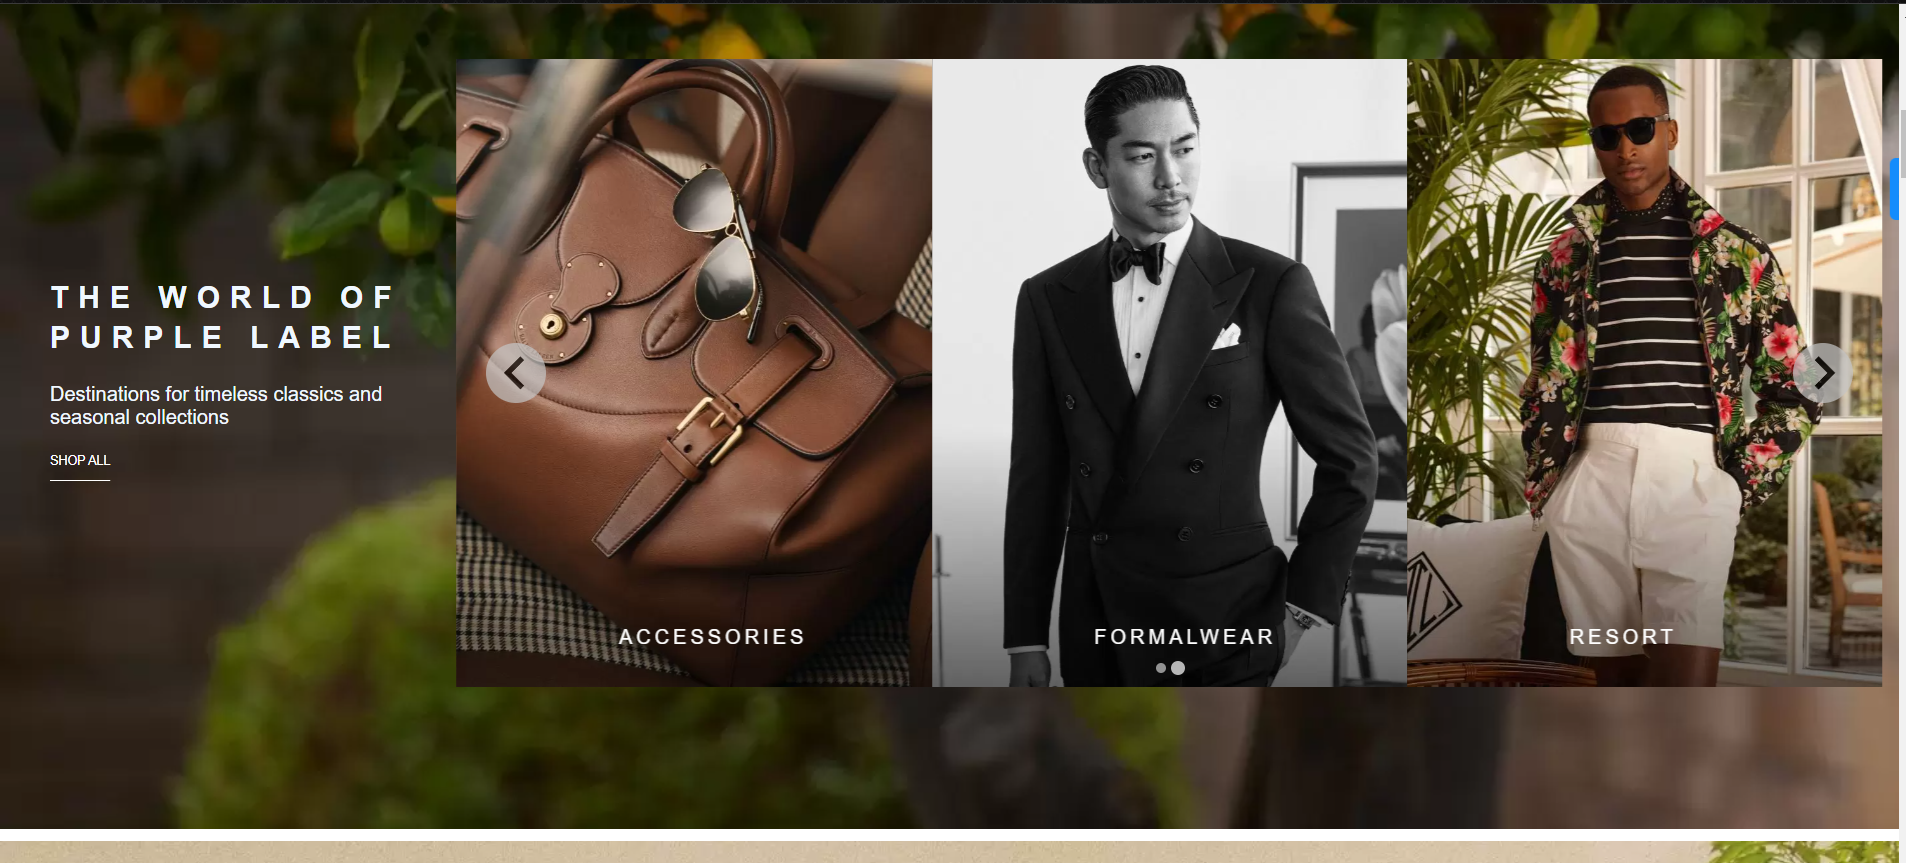 THE WORLD OF
PURPLE LABEL
Destinations for timeless classics and
seasonal collections
SHOP ALL
ACCESSORIES
FORMALWEAR
RESORT